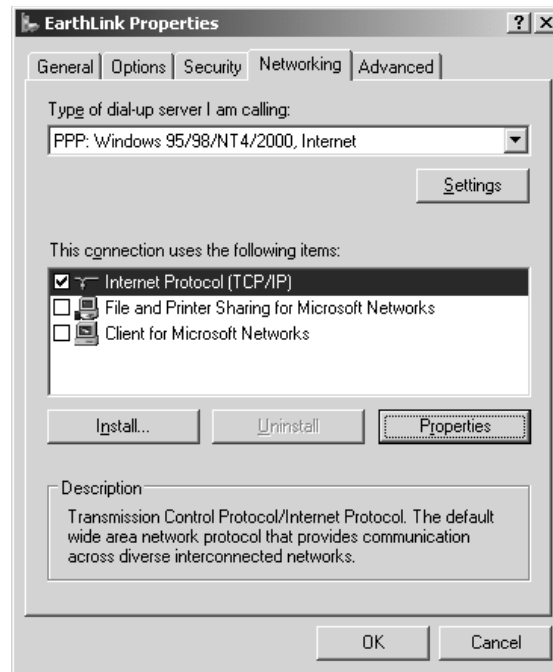 EarthLink Properties
General Options Security Networking Advanced
Type of dial-up server I am calling:
PPP: Windows 95/98/NT4/2000, Internet
Settings
This connection uses the following items:
Internet Protocol (TCP/IP)
File and Printer Sharing for Microsoft Networks
Client for Microsoft Networks
Install... Uninstall Properties
Description
Transmission Control Protocol/Internet Protocol. The default
wide area network protocol that provides communication
across diverse interconnected networks.
OK Cancel